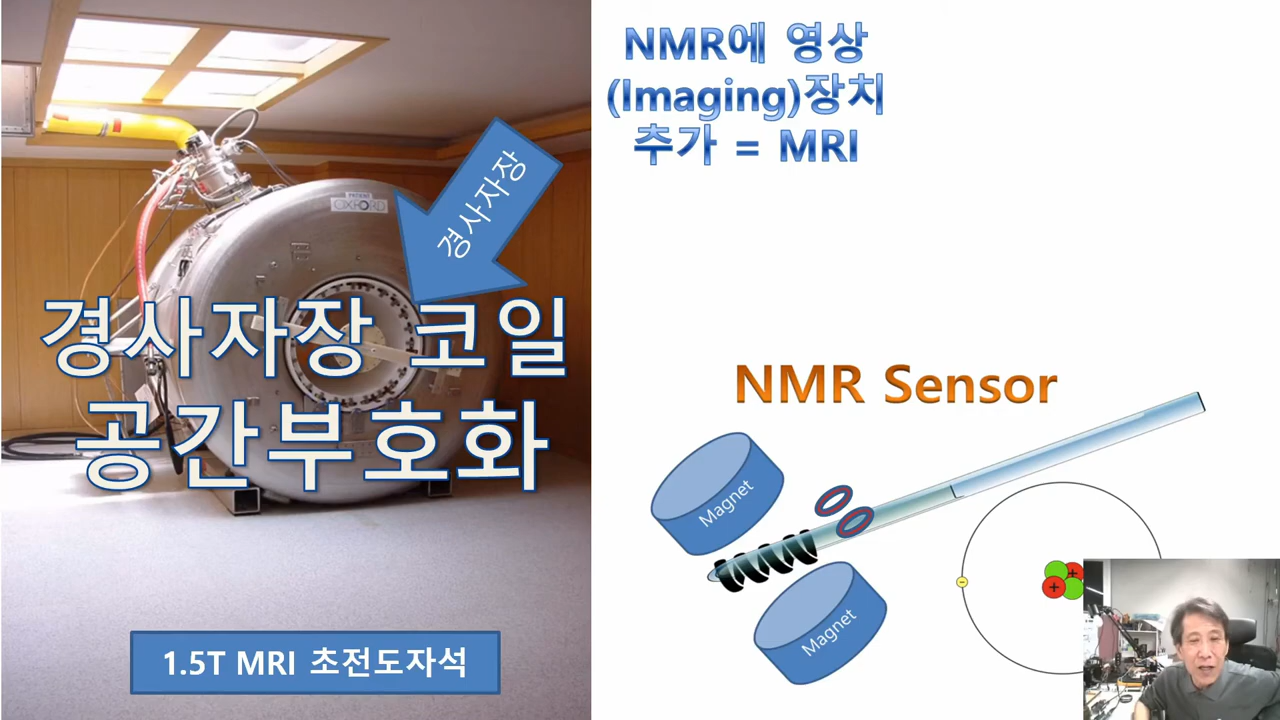 NMR에 영상
(Imaging)장치
추가 = MRI
OXFORD
경사자장
경사자장 코일
공간부호화
1.5T MRI 초전도자석
NMR Sensor
Magnet
Magnet